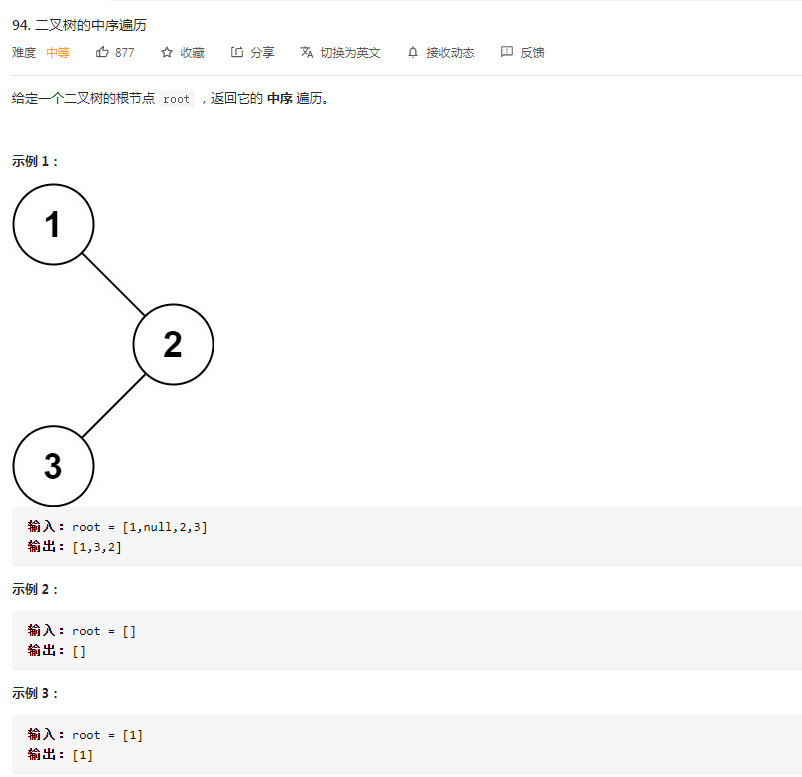 94. 二叉树的中序遍历
难度 中等 877 收藏 分享 切换为英文 接收动态 反馈
给定一个二叉树的根节点 root ，返回它的 中序 遍历。
示例 1：
1
2
3
输入：root = [1,null,2,3]
输出：[1,3,2]
示例 2：
输入：root = []
输出：[]
示例 3：
输入：root = [1]
输出：[1]